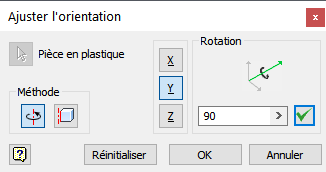 Ajuster l'orientation
Pièce en plastique
Méthode
X
Y
Z
Rotation
90
?
Réinitialiser
OK
Annuler